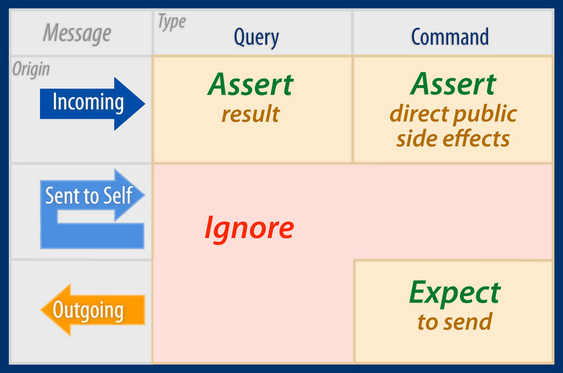 Message
Type
Query
Command
Origin
Incoming
Assert
result
Assert
direct public
side effects
Sent to Self
Ignore
Outgoing
Expect
to send